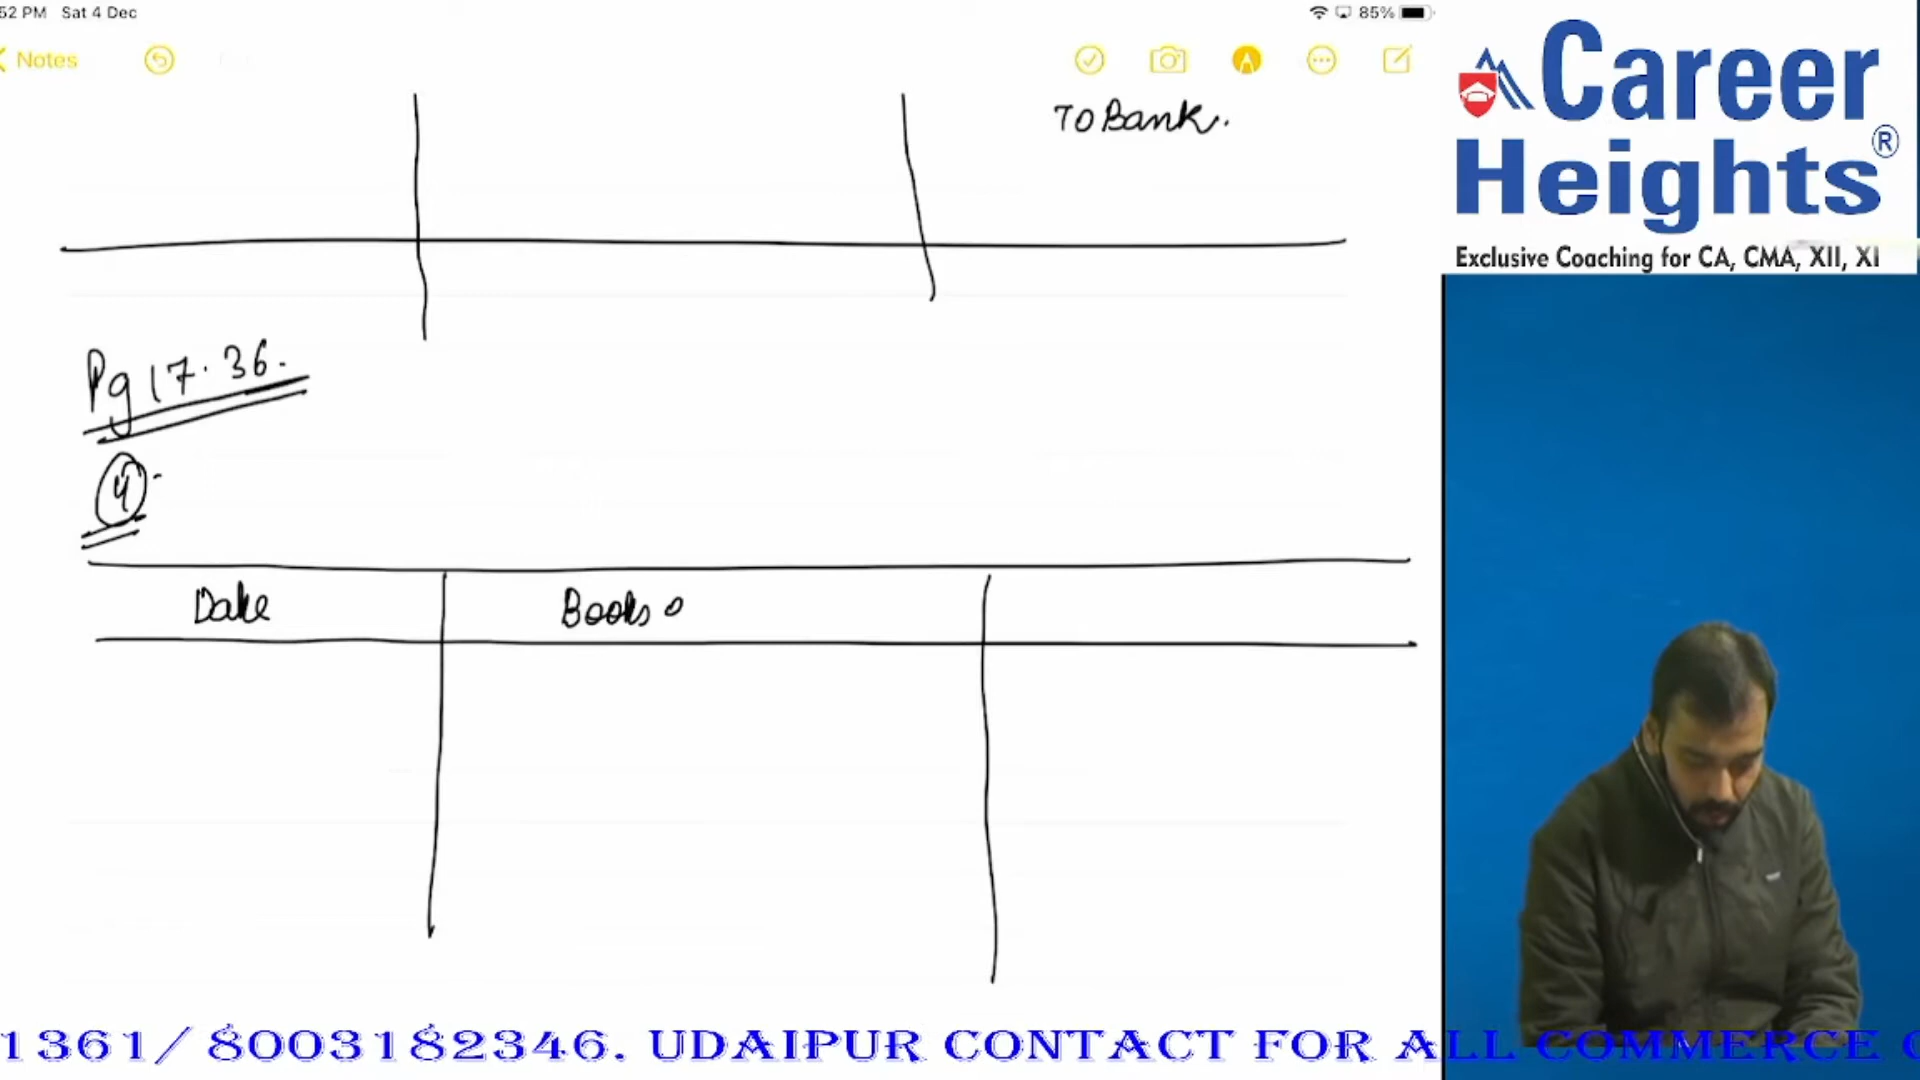 52 PM Sat 4 Dec
85%
Notes
To Bank.
Pg 17.36.
4
Date
Books o
Career
Heights®
Exclusive Coaching for CA, CMA, XII, XI
1361/ 8003182346. UDAIPUR CONTACT FOR ALL COMMERCE